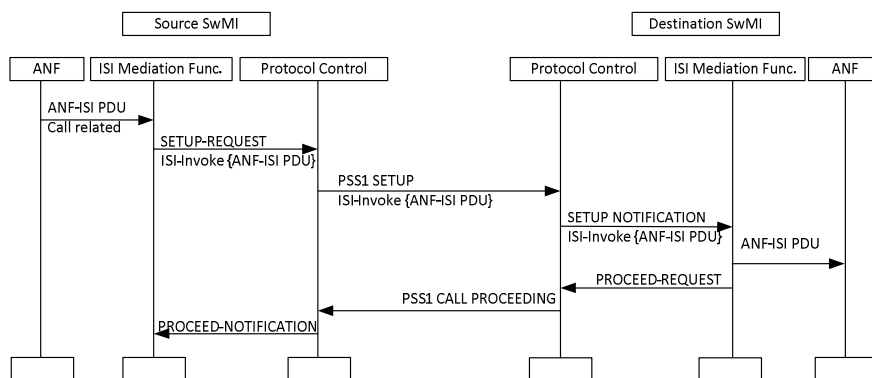 Source SwMI
Destination SwMI
ANF
ISI Mediation Func.
Protocol Control
Protocol Control
ISI Mediation Func.
ANF
ANF-ISI PDU
Call related
SETUP-REQUEST
ISI-Invoke {ANF-ISI PDU}
PSS1 SETUP
ISI-Invoke {ANF-ISI PDU}
SETUP NOTIFICATION
ISI-Invoke {ANF-ISI PDU}
ANF-ISI PDU
PROCEED-REQUEST
PSS1 CALL PROCEEDING
PROCEED-NOTIFICATION